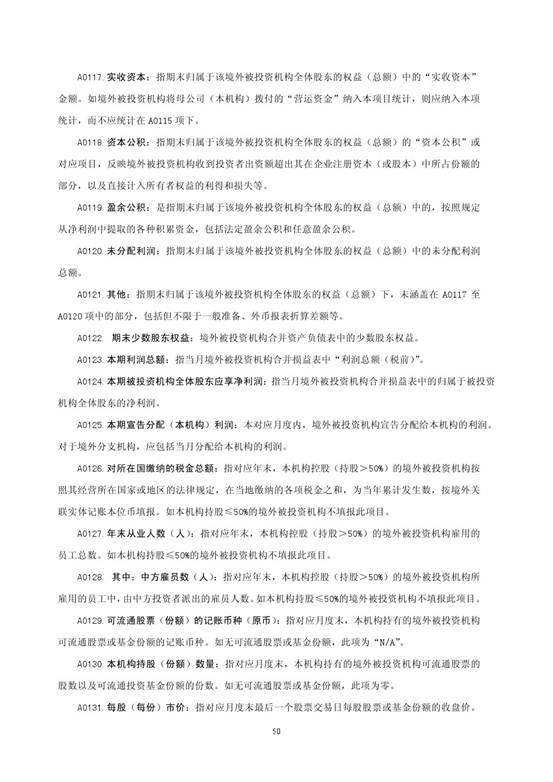 A0117. 实收资本：指期末归属于该境外被投资机构全体股东的权益（总额）中的“实收资本”
金额。如境外被投资机构将母公司（本机构）拨付的“营运资金”纳入本项目统计，则应纳入本项
统计，而不应统计在 A0115 项下。
A0118. 资本公积：指期末归属于该境外被投资机构全体股东的权益（总额）的“资本公积”或
对应项目，反映境外被投资机构收到投资者出资额超出其在企业注册资本（或股本）中所占份额的
部分，以及直接计入所有者权益的利得和损失等。
A0119. 盈余公积：是指期末归属于该境外被投资机构全体股东的权益（总额）中的，按照规定
从净利润中提取的各种积累资金，包括法定盈余公积和任意盈余公积。
A0120. 未分配利润：指期末归属于该境外被投资机构全体股东的权益（总额）中的未分配利润
总额。
A0121. 其他：指期末归属于该境外被投资机构全体股东的权益（总额）下，未涵盖在 A0117 至
A0120 项中的部分，包括但不限于一般准备、外币报表折算差额等。
A0122. 期末少数股东权益：境外被投资机构合并资产负债表中的少数股东权益。
A0123. 本期利润总额：指当月境外被投资机构合并损益表中“利润总额（税前）”。
A0124. 本期被投资机构全体股东应享净利润：指当月境外被投资机构合并损益表中的归属于被投资
机构全体股东的净利润。
A0125. 本期宣告分配（本机构）利润：本对应月度内，境外被投资机构宣告分配给本机构的利润。
对于境外分支机构，应包括当月分配给本机构的利润。
A0126. 对所在国缴纳的税金总额：指对应年末，本机构控股（持股＞50%）的境外被投资机构按
照其经营所在国家或地区的法律规定，在当地缴纳的各项税金之和，为当年累计发生数，按境外关
联实体记账本位币填报。如本机构持股≤50%的境外被投资机构不填报此项目。
A0127. 年末从业人数（人）：指对应年末，本机构控股（持股＞50%）的境外被投资机构雇用的
员工总数。如本机构持股≤50%的境外被投资机构不填报此项目。
A0128. 其中：中方雇员数（人）：指对应年末，本机构控股（持股＞50%）的境外被投资机构所
雇用的员工中，由中方投资者派出的雇员人数。如本机构持股≤50%的境外被投资机构不填报此项目。
A0129. 可流通股票（份额）的记账币种（原币）：指对应月度末，本机构持有的境外被投资机构
可流通股票或基金份额的记账币种。如无可流通股票或基金份额，此项为“N/A”。
A0130. 本机构持股（份额）数量：指对应月度末，本机构持有的境外被投资机构可流通股票的
股数以及可流通投资基金份额的份数。如无可流通股票或基金份额，此项为零。
A0131. 每股（每份）市价：指对应月度末最后一个股票交易日每股股票或基金份额的收盘价。
50